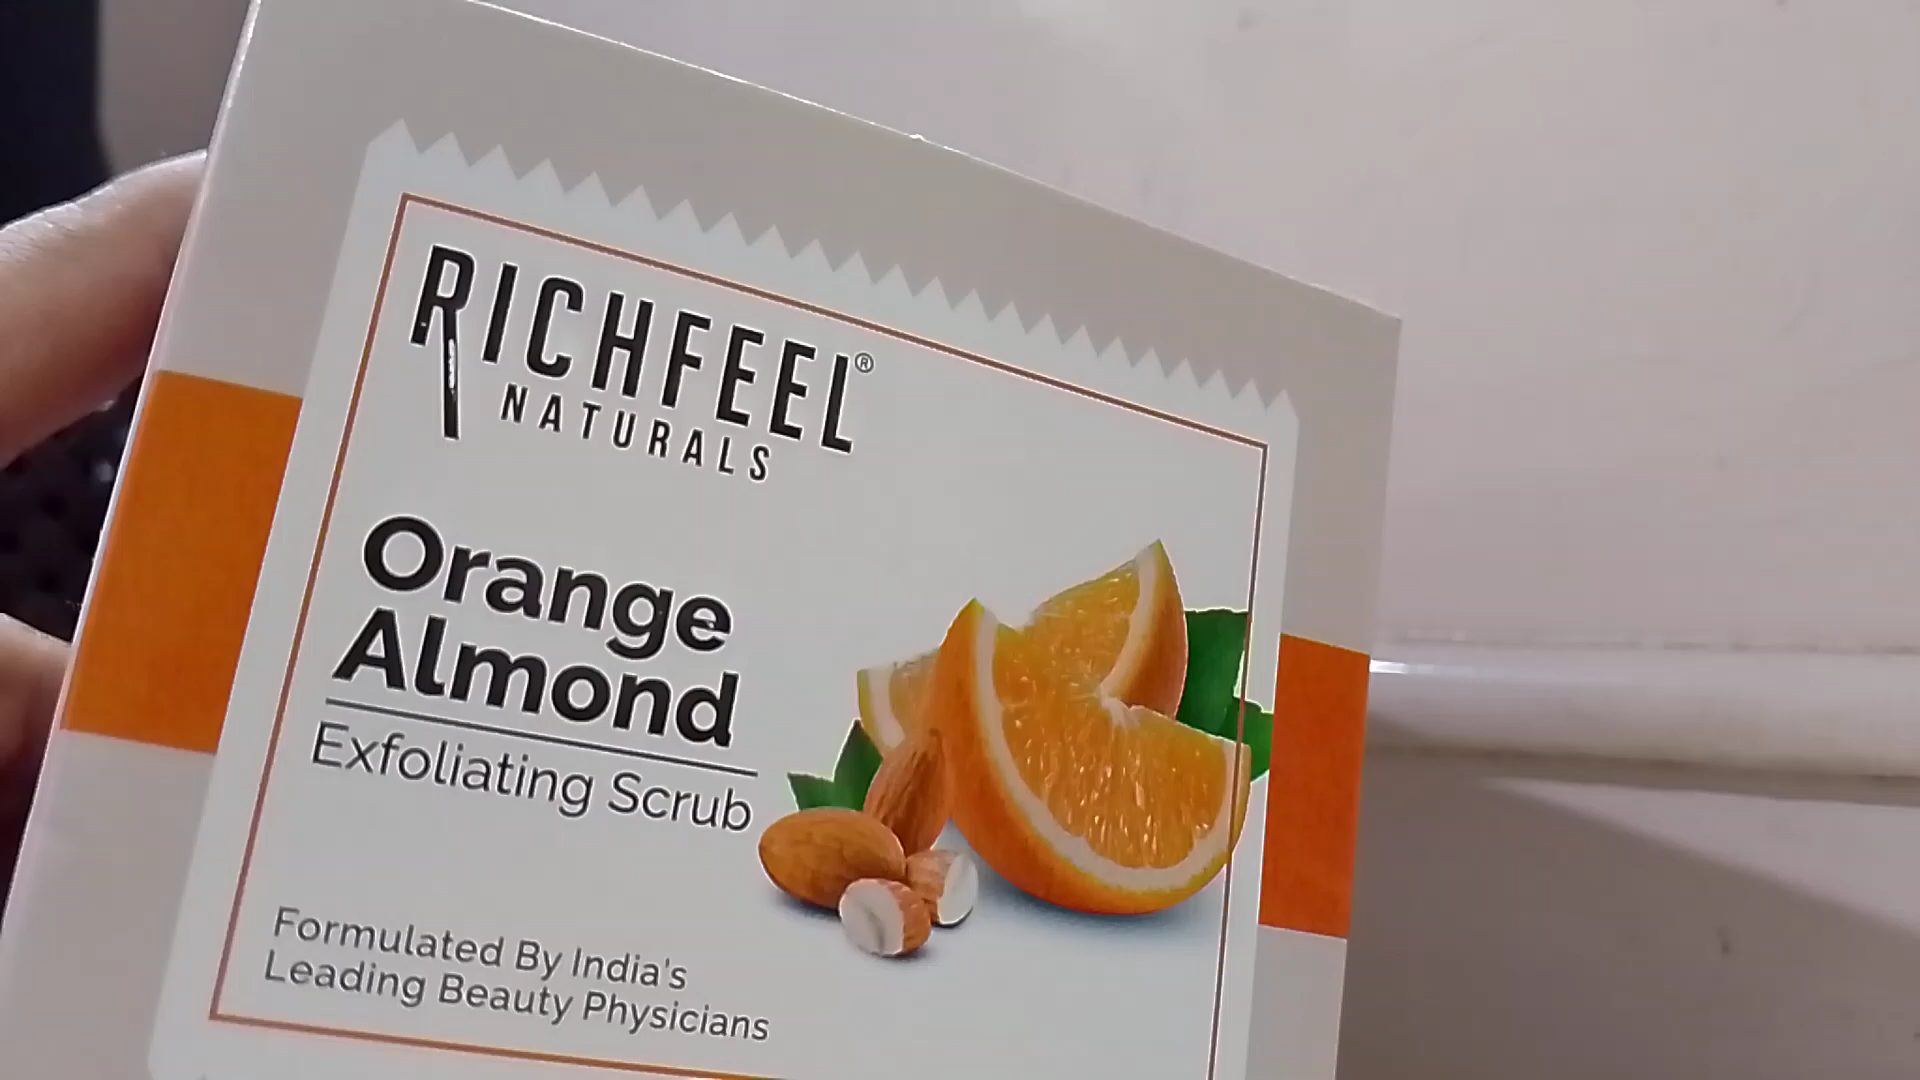 RICHFEEL®
NATURALS
Orange
Almond
Exfoliating Scrub
Formulated By India's
Leading Beauty Physicians